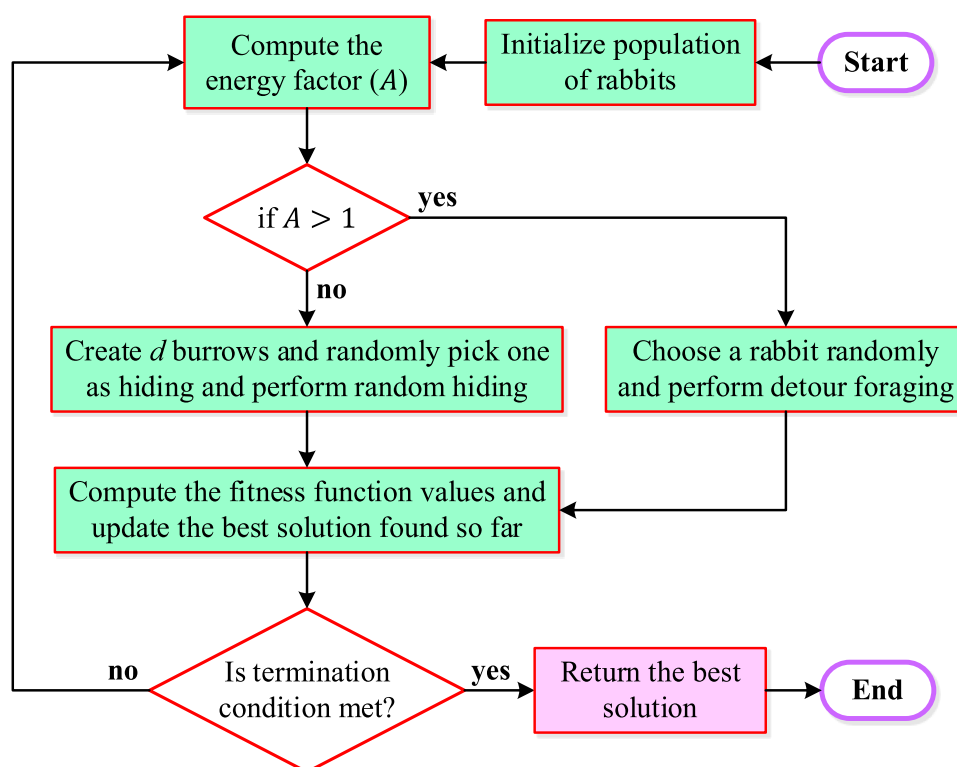 Start
Initialize population
of rabbits
Compute the
energy factor (A)
if A > 1
yes
no
Create d burrows and randomly pick one
as hiding and perform random hiding
Choose a rabbit randomly
and perform detour foraging
Compute the fitness function values and
update the best solution found so far
Is termination
condition met?
no
yes
Return the best
solution
End